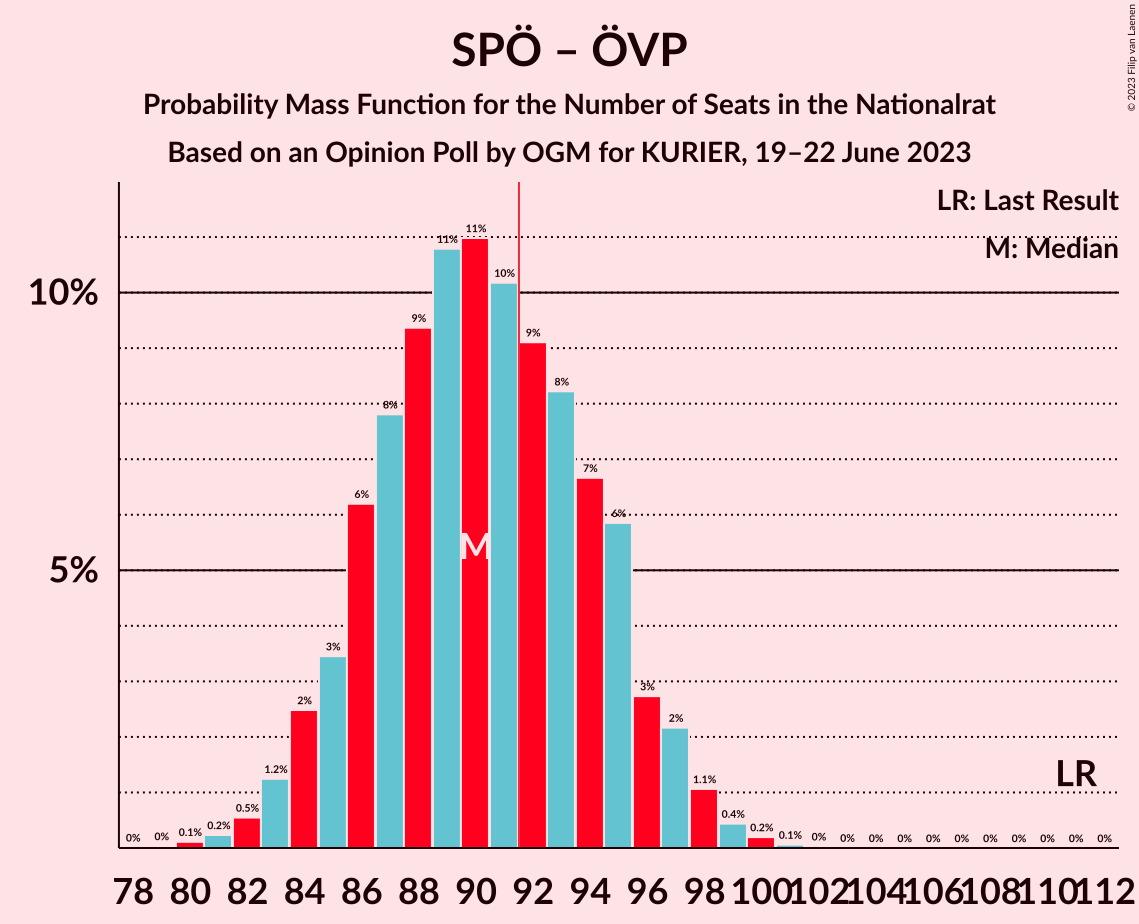 SPÖ – ÖVP
Probability Mass Function for the Number of Seats in the Nationalrat
Based on an Opinion Poll by OGM for KURIER, 19–22 June 2023
© 2023 Filip van Laenen
LR: Last Result
M: Median
10%
5%
0% 0% 0.1% 0.2% 0.5% 1.2% 2% 3% 6% 8% 9% 11% 11% 10% 9% 8% 7% 6% 3% 2% 1.1% 0.4% 0.2% 0.1% 0% 0% 0% 0% 0% 0% 0% 0% 0% 0% 0%
M
LR
78 80 82 84 86 88 90 92 94 96 98 100 102 104 106 108 110 112